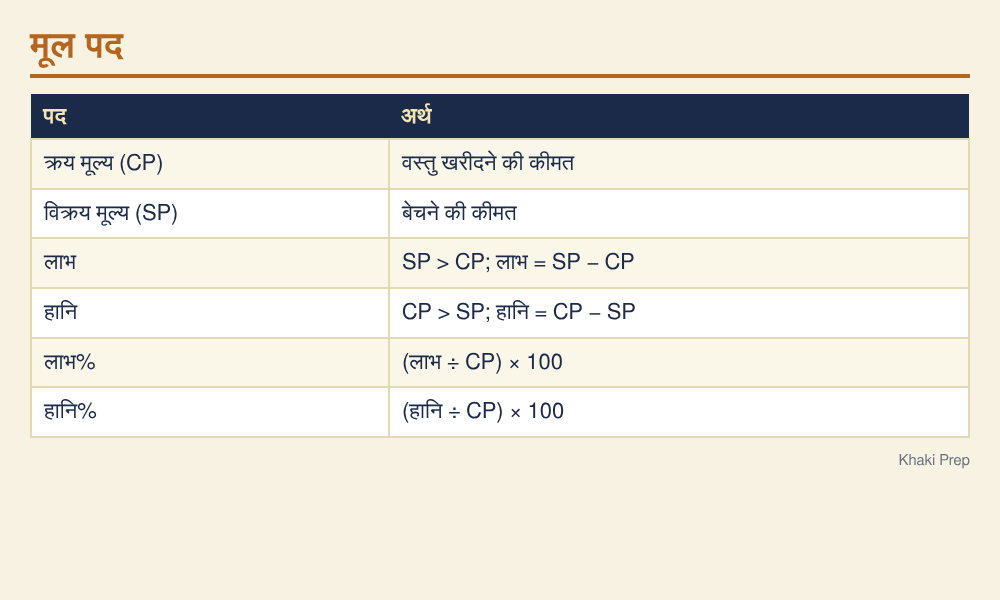 मूल पद
पद अर्थ
क्रय मूल्य (CP) वस्तु खरीदने की कीमत
विक्रय मूल्य (SP) बेचने की कीमत
लाभ SP > CP; लाभ = SP − CP
हानि CP > SP; हानि = CP − SP
लाभ% (लाभ ÷ CP) × 100
हानि% (हानि ÷ CP) × 100
Khaki Prep